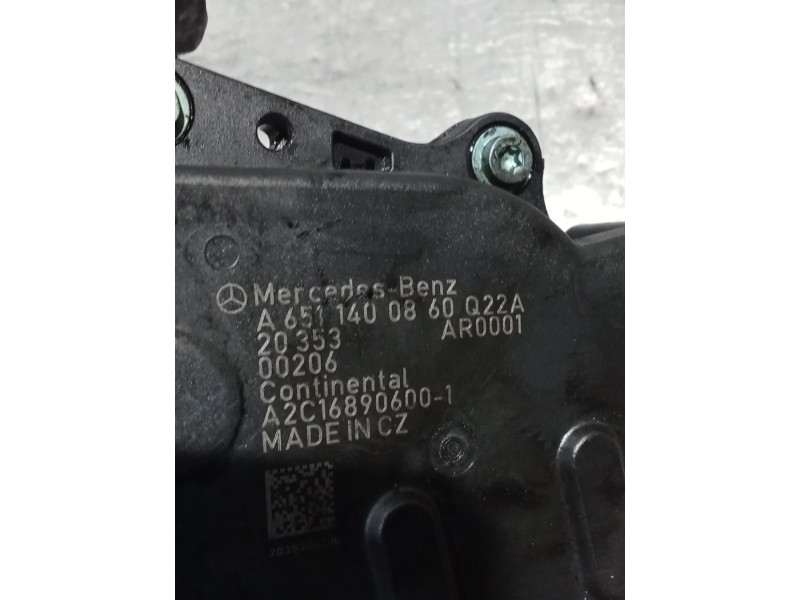 Mercedes-Benz
A 651 140 08 60 Q22A
20 353 AR0001
00206
Continental
A2C16890600-1
MADE IN CZ